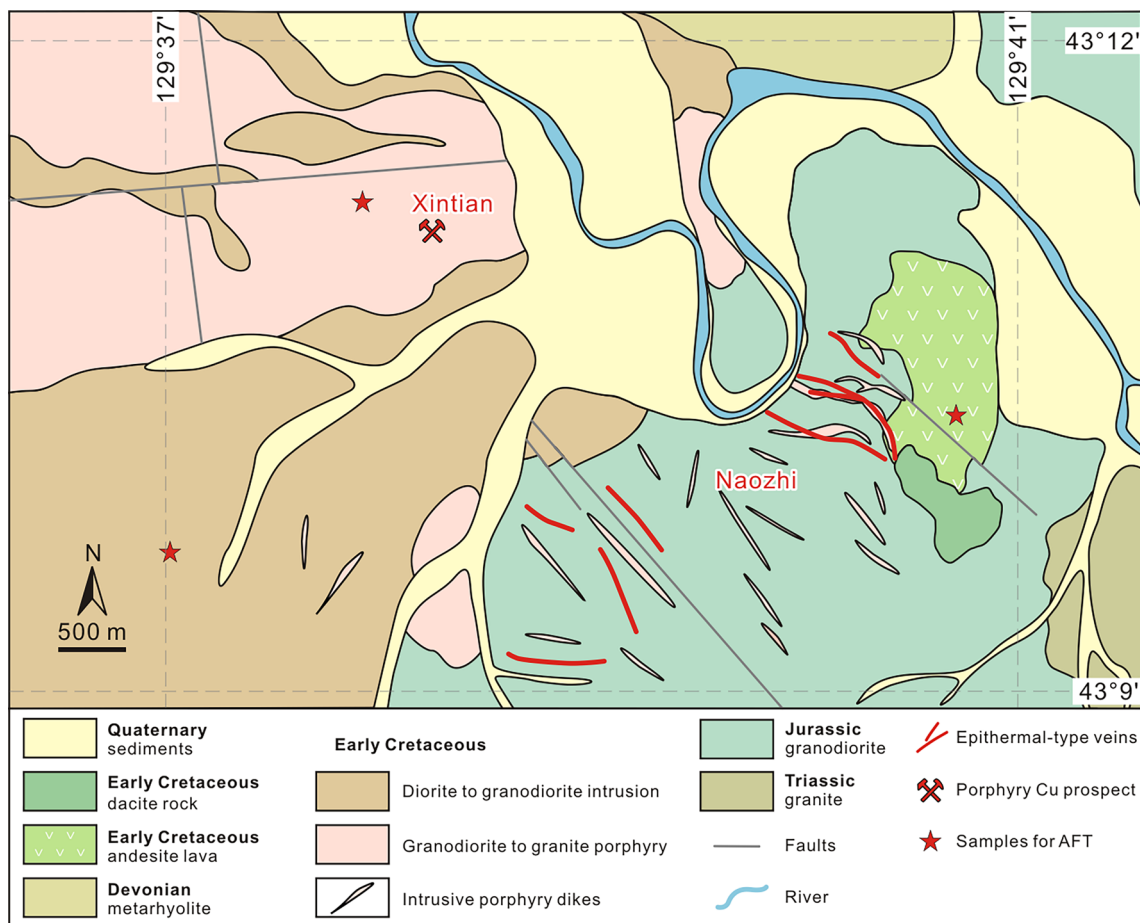 129°37'
129°41'
43°12'
Xintian
Naozhi
N
500 m
43°9'
Quaternary
sediments
Early Cretaceous
dacite rock
Early Cretaceous
andesite lava
Devonian
metarhyolite
Early Cretaceous
Diorite to granodiorite intrusion
Granodiorite to granite porphyry
Intrusive porphyry dikes
Jurassic
granodiorite
Triassic
granite
Faults
River
Epithermal-type veins
Porphyry Cu prospect
Samples for AFT